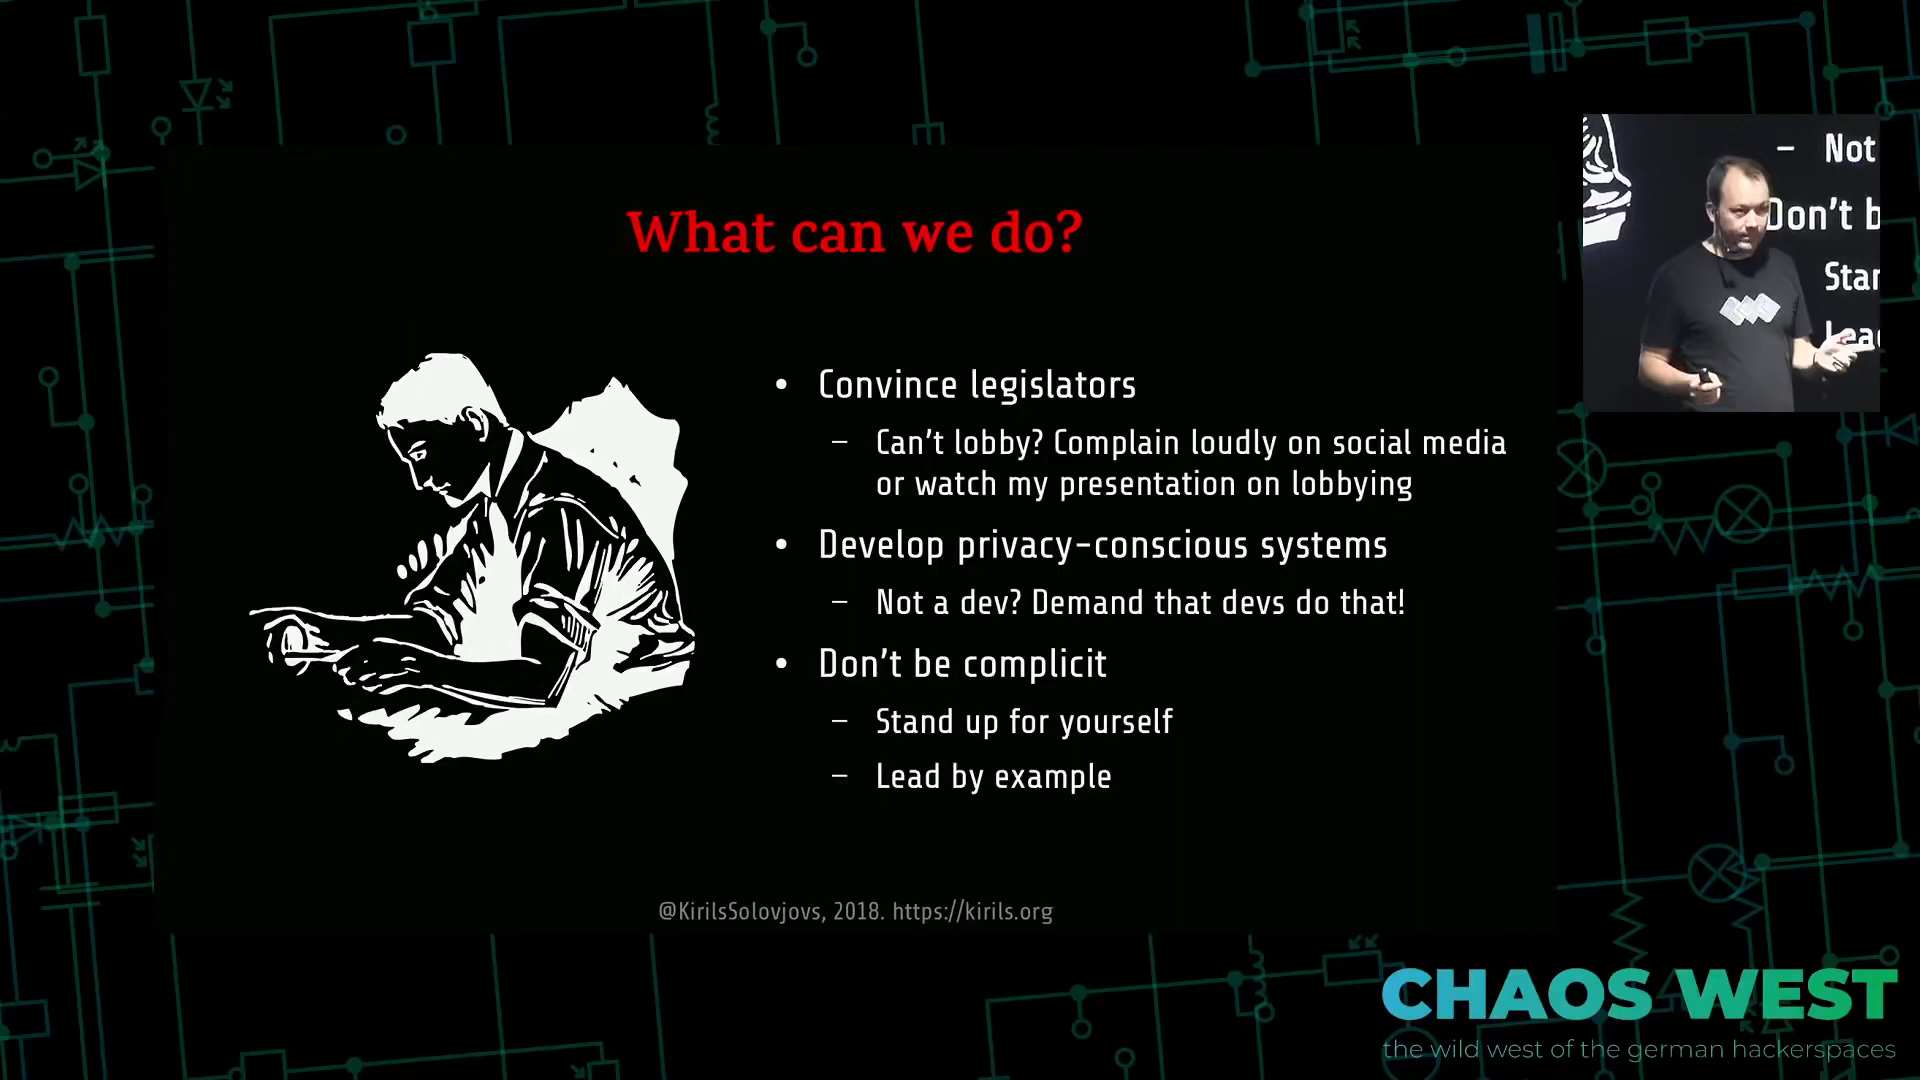 What can we do?
• Convince legislators
– Can't lobby? Complain loudly on social media
or watch my presentation on lobbying
• Develop privacy-conscious systems
– Not a dev? Demand that devs do that!
• Don't be complicit
– Stand up for yourself
– Lead by example
@KirilsSolovjovs, 2018. https://kirils.org
– Not
Don't b
Star
Lead
CHAOS WEST
the wild west of the german hackerspaces